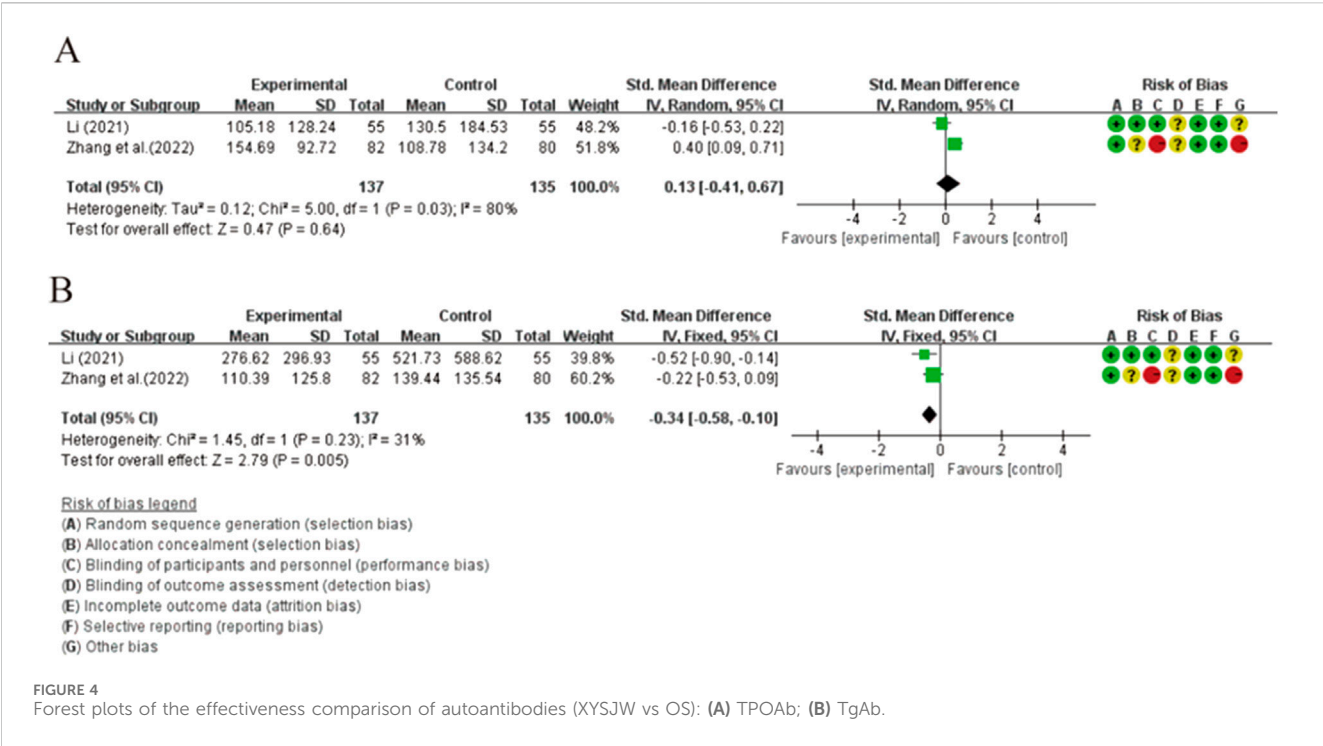 A
Experimental Control Std. Mean Difference Std. Mean Difference Risk of Bias
Study or Subgroup Mean SD Total Mean SD Total Weight IV, Random, 95% CI IV, Random, 95% CI A B C D E F G
Li (2021) 105.18 128.24 55 130.5 184.53 55 48.2% -0.16 [-0.53, 0.22] + + + ? + + ?
Zhang et al.(2022) 154.69 92.72 82 108.78 134.2 80 51.8% 0.40 [0.09, 0.71] + ? - ? + + -
Total (95% CI) 137 135 100.0% 0.13 [-0.41, 0.67]
Heterogeneity: Tau² = 0.12; Chi² = 5.00, df = 1 (P = 0.03); I² = 80%
Test for overall effect: Z = 0.47 (P = 0.64)
-4 -2 0 2 4
Favours [experimental] Favours [control]
B
Experimental Control Std. Mean Difference Std. Mean Difference Risk of Bias
Study or Subgroup Mean SD Total Mean SD Total Weight IV, Fixed, 95% CI IV, Fixed, 95% CI A B C D E F G
Li (2021) 276.62 296.93 55 521.73 588.62 55 39.8% -0.52 [-0.90, -0.14] + + + ? + + ?
Zhang et al.(2022) 110.39 125.8 82 139.44 135.54 80 60.2% -0.22 [-0.53, 0.09] + ? - ? + + -
Total (95% CI) 137 135 100.0% -0.34 [-0.58, -0.10]
Heterogeneity: Chi² = 1.45, df = 1 (P = 0.23); I² = 31%
Test for overall effect: Z = 2.79 (P = 0.005)
-4 -2 0 2 4
Favours [experimental] Favours [control]
Risk of bias legend
(A) Random sequence generation (selection bias)
(B) Allocation concealment (selection bias)
(C) Blinding of participants and personnel (performance bias)
(D) Blinding of outcome assessment (detection bias)
(E) Incomplete outcome data (attrition bias)
(F) Selective reporting (reporting bias)
(G) Other bias
FIGURE 4
Forest plots of the effectiveness comparison of autoantibodies (XYSJW vs OS): (A) TPOAb; (B) TgAb.